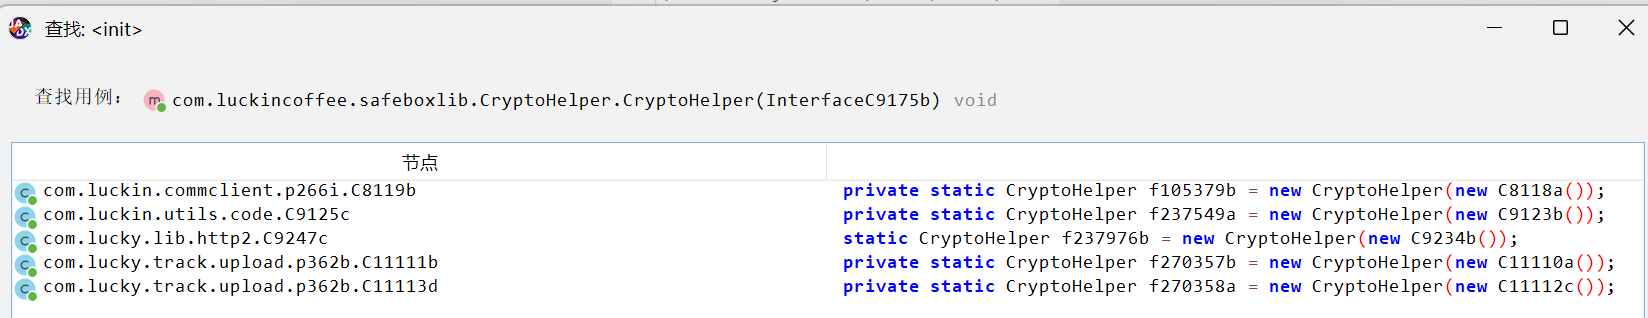 查找: <init>
查找用例： m com.luckincoffee.safeboxlib.CryptoHelper.CryptoHelper(InterfaceC9175b) void
节点
C com.luckin.commclient.p266i.C8119b private static CryptoHelper f105379b = new CryptoHelper(new C8118a());
C com.luckin.utils.code.C9125c private static CryptoHelper f237549a = new CryptoHelper(new C9123b());
C com.lucky.lib.http2.C9247c static CryptoHelper f237976b = new CryptoHelper(new C9234b());
C com.lucky.track.upload.p362b.C11111b private static CryptoHelper f270357b = new CryptoHelper(new C11110a());
C com.lucky.track.upload.p362b.C11113d private static CryptoHelper f270358a = new CryptoHelper(new C11112c());